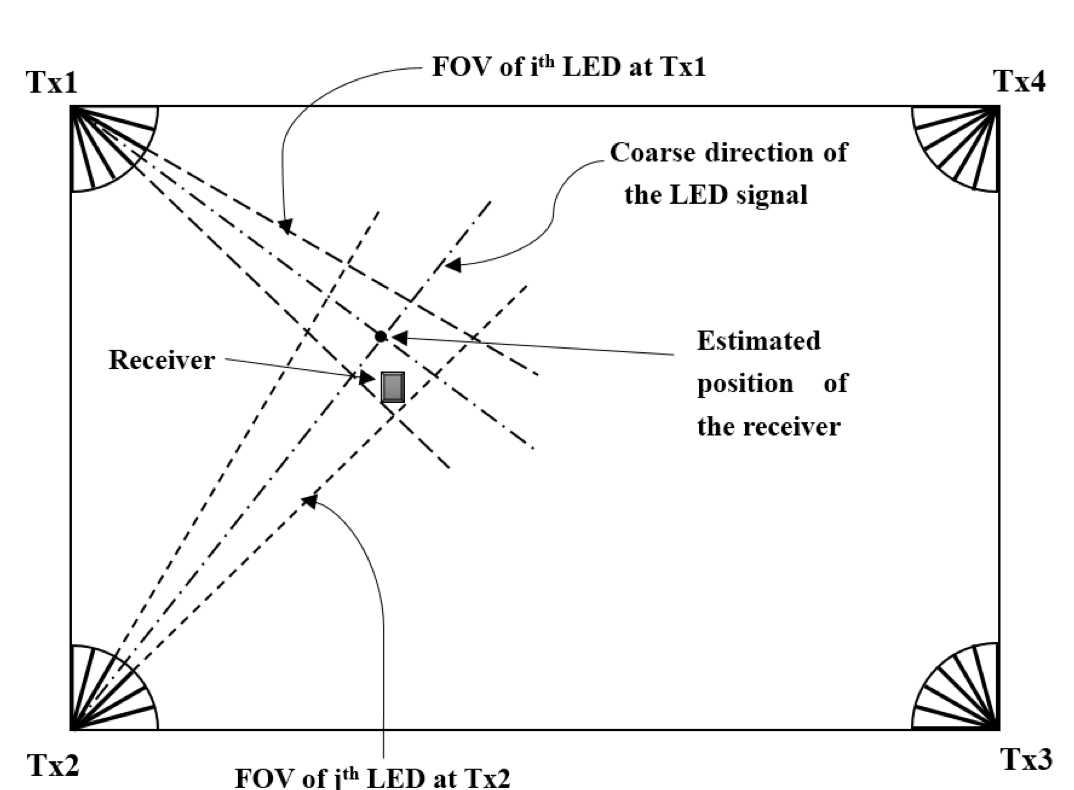 FOV of iᵗʰ LED at Tx1
Tx1
Tx4
Coarse direction of
the LED signal
Estimated
position of
the receiver
Receiver
Tx2
Tx3
FOV of jᵗʰ LED at Tx2